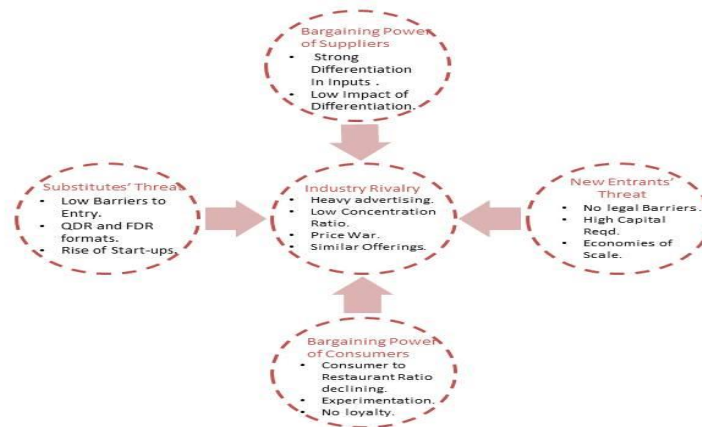 Bargaining Power
of Suppliers
• Strong
Differentiation
In Inputs .
• Low Impact of
Differentiation.
Substitutes' Threat
• Low Barriers to
Entry.
• QDR and FDR
formats.
• Rise of Start-ups.
Industry Rivalry
• Heavy advertising.
• Low Concentration
Ratio.
• Price War.
• Similar Offerings.
New Entrants'
Threat
• No legal Barriers.
• High Capital
Reqd.
• Economies of
Scale.
Bargaining Power
of Consumers
• Consumer to
Restaurant Ratio
declining.
• Experimentation.
• No loyalty.